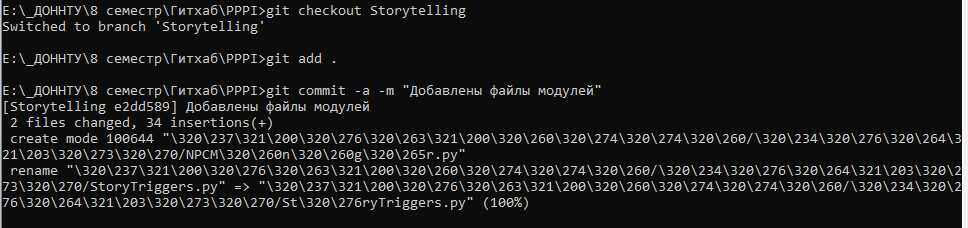 E:\_ДОННТУ\8 семестр\Гитхаб\PPPI>git checkout Storytelling
Switched to branch 'Storytelling'
E:\_ДОННТУ\8 семестр\Гитхаб\PPPI>git add .
E:\_ДОННТУ\8 семестр\Гитхаб\PPPI>git commit -a -m "Добавлены файлы модулей"
[Storytelling e2dd589] Добавлены файлы модулей
 2 files changed, 34 insertions(+)
 create mode 100644 "\320\237\321\200\320\276\320\263\321\200\320\260\320\274\320\274\320\260/\320\234\320\276\320\264\3
21\203\320\273\320\270/NPCM\320\260n\320\260g\320\265r.py"
 rename "\320\237\321\200\320\276\320\263\321\200\320\260\320\274\320\274\320\260/\320\234\320\276\320\264\321\203\320\2
73\320\270/StoryTriggers.py" => "\320\237\321\200\320\276\320\263\321\200\320\260\320\274\320\274\320\260/\320\234\320\2
76\320\264\321\203\320\273\320\270/St\320\276ryTriggers.py" (100%)